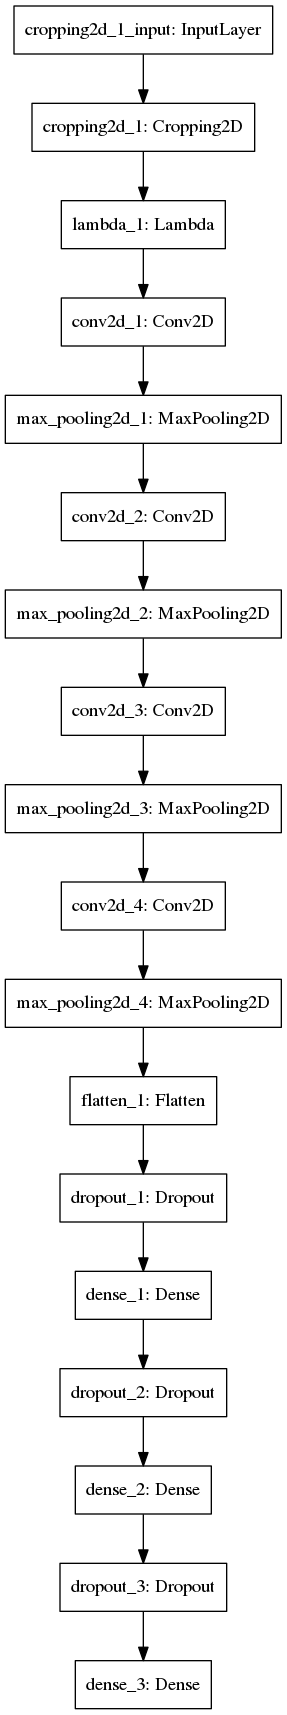 cropping2d_1_input: InputLayer
cropping2d_1: Cropping2D
lambda_1: Lambda
conv2d_1: Conv2D
max_pooling2d_1: MaxPooling2D
conv2d_2: Conv2D
max_pooling2d_2: MaxPooling2D
conv2d_3: Conv2D
max_pooling2d_3: MaxPooling2D
conv2d_4: Conv2D
max_pooling2d_4: MaxPooling2D
flatten_1: Flatten
dropout_1: Dropout
dense_1: Dense
dropout_2: Dropout
dense_2: Dense
dropout_3: Dropout
dense_3: Dense